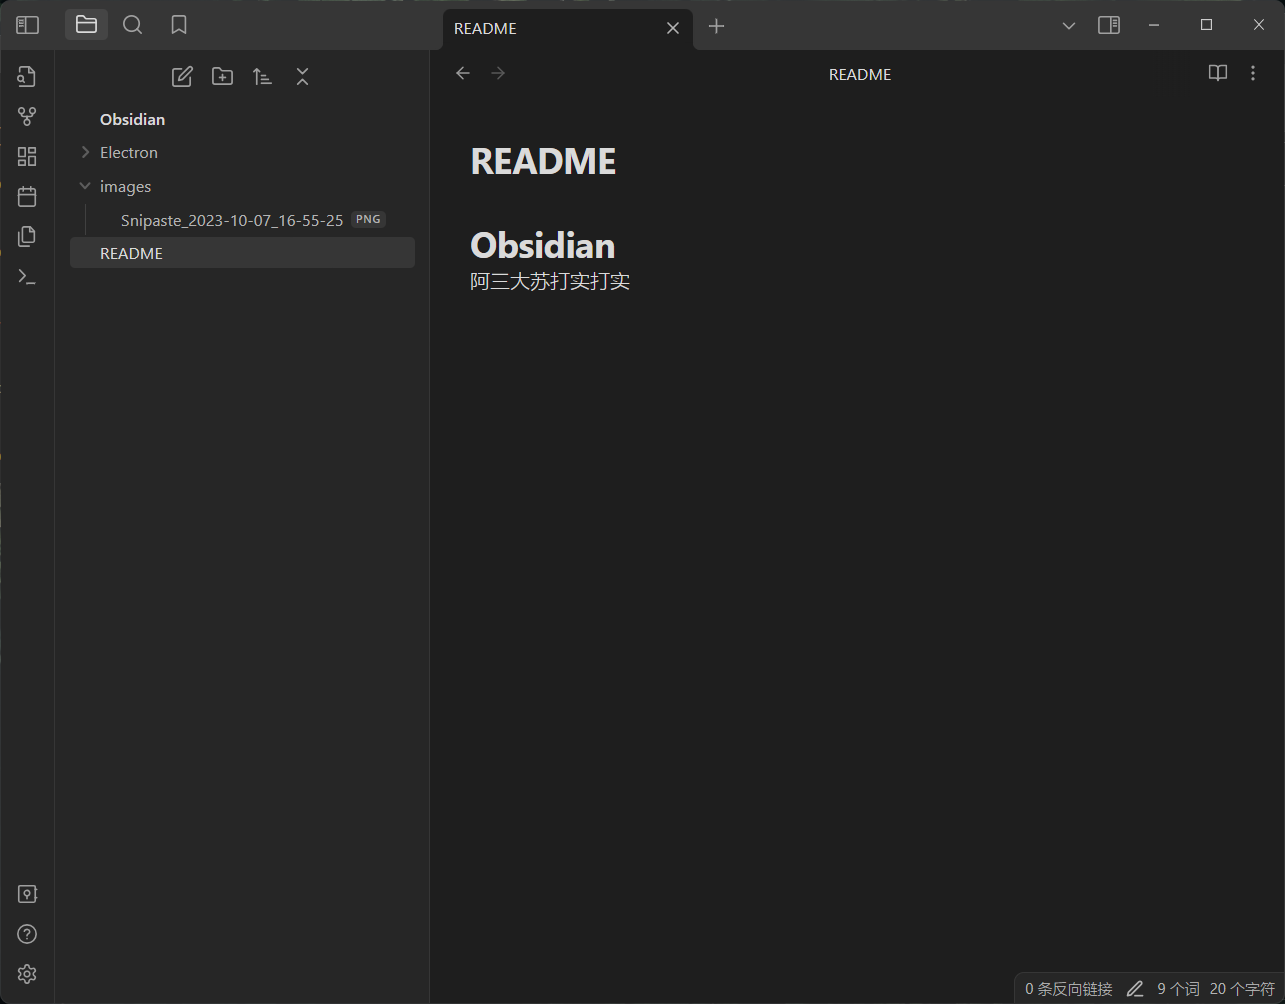 README
README
Obsidian
Electron
images
Snipaste_2023-10-07_16-55-25 PNG
README
README
Obsidian
阿三大苏打实打实
0 条反向链接 9 个词 20 个字符